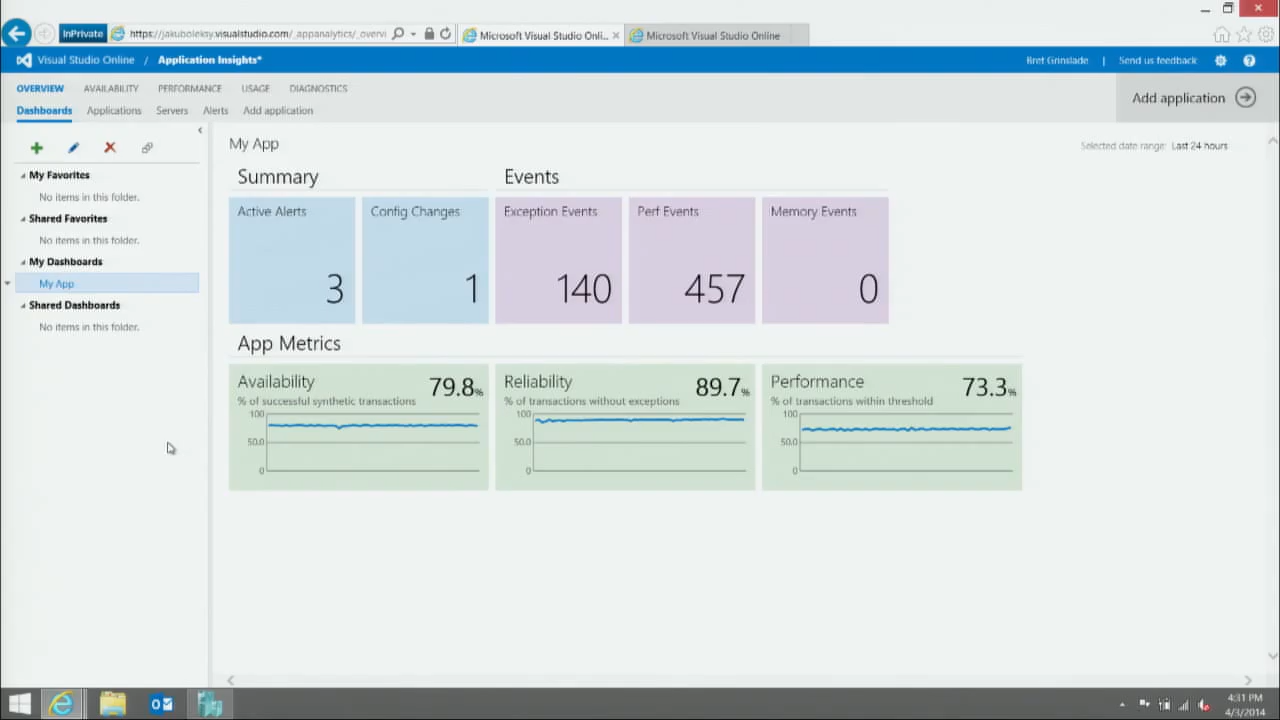 InPrivate
https://jakuboleksy.visualstudio.com/_appanalytics/_overvi
Microsoft Visual Studio Onli...
Microsoft Visual Studio Online
Visual Studio Online / Application Insights*
Bret Grinslade | Send us feedback
OVERVIEW AVAILABILITY PERFORMANCE USAGE DIAGNOSTICS
Dashboards Applications Servers Alerts Add application
Add application
My Favorites
No items in this folder.
Shared Favorites
No items in this folder.
My Dashboards
My App
Shared Dashboards
No items in this folder.
My App
Selected date range: Last 24 hours
Summary
Events
Active Alerts
3
Config Changes
1
Exception Events
140
Perf Events
457
Memory Events
0
App Metrics
Availability 79.8%
% of successful synthetic transactions
100
50.0
0
Reliability 89.7%
% of transactions without exceptions
100
50.0
0
Performance 73.3%
% of transactions within threshold
100
50.0
0
4:31 PM
4/3/2014